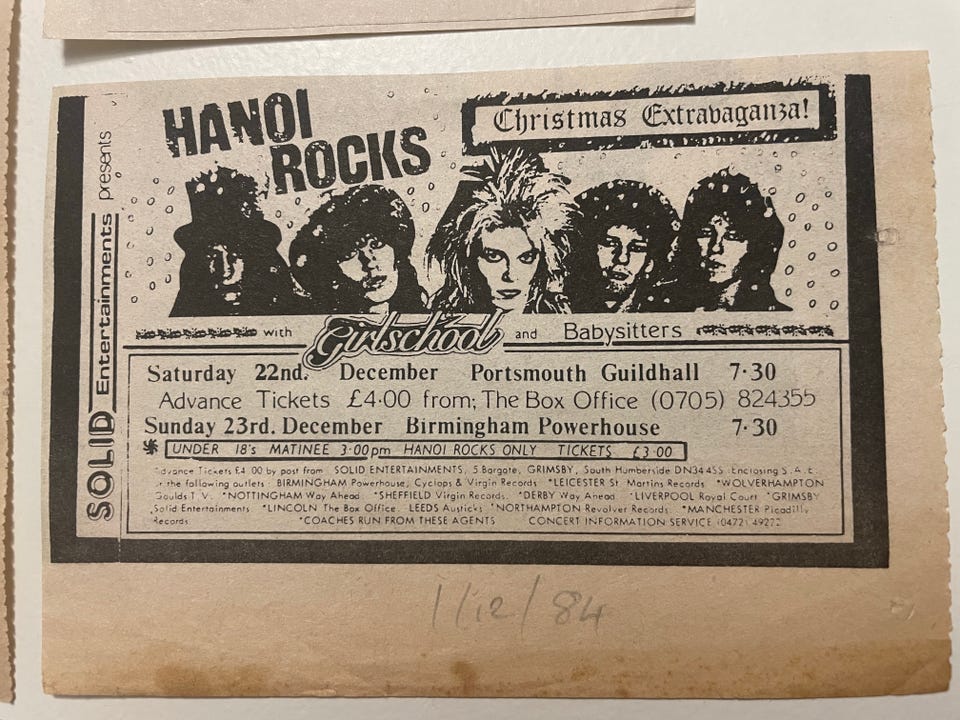 HANOI
ROCKS
Christmas Extravaganza!
SOLID Entertainments presents
with Girlschool and Babysitters
Saturday 22nd. December Portsmouth Guildhall 7·30
Advance Tickets £4·00 from; The Box Office (0705) 824355
Sunday 23rd. December Birmingham Powerhouse 7·30
UNDER 18's MATINEE 3·00pm HANOI ROCKS ONLY TICKETS £3·00
Advance Tickets £4·00 by post from SOLID ENTERTAINMENTS, 5 Bargate, GRIMSBY, South Humberside DN34 4SS Enclosing S.A.E.
or the following outlets BIRMINGHAM Powerhouse, Cyclops & Virgin Records *LEICESTER St. Martins Records *WOLVERHAMPTON
Goulds T.V. *NOTTINGHAM Way Ahead *SHEFFIELD Virgin Records. *DERBY Way Ahead *LIVERPOOL Royal Court *GRIMSBY
Solid Entertainments *LINCOLN The Box Office LEEDS Austicks *NORTHAMPTON Revolver Records *MANCHESTER Piccadilly
Records *COACHES RUN FROM THESE AGENTS CONCERT INFORMATION SERVICE
1/12/84